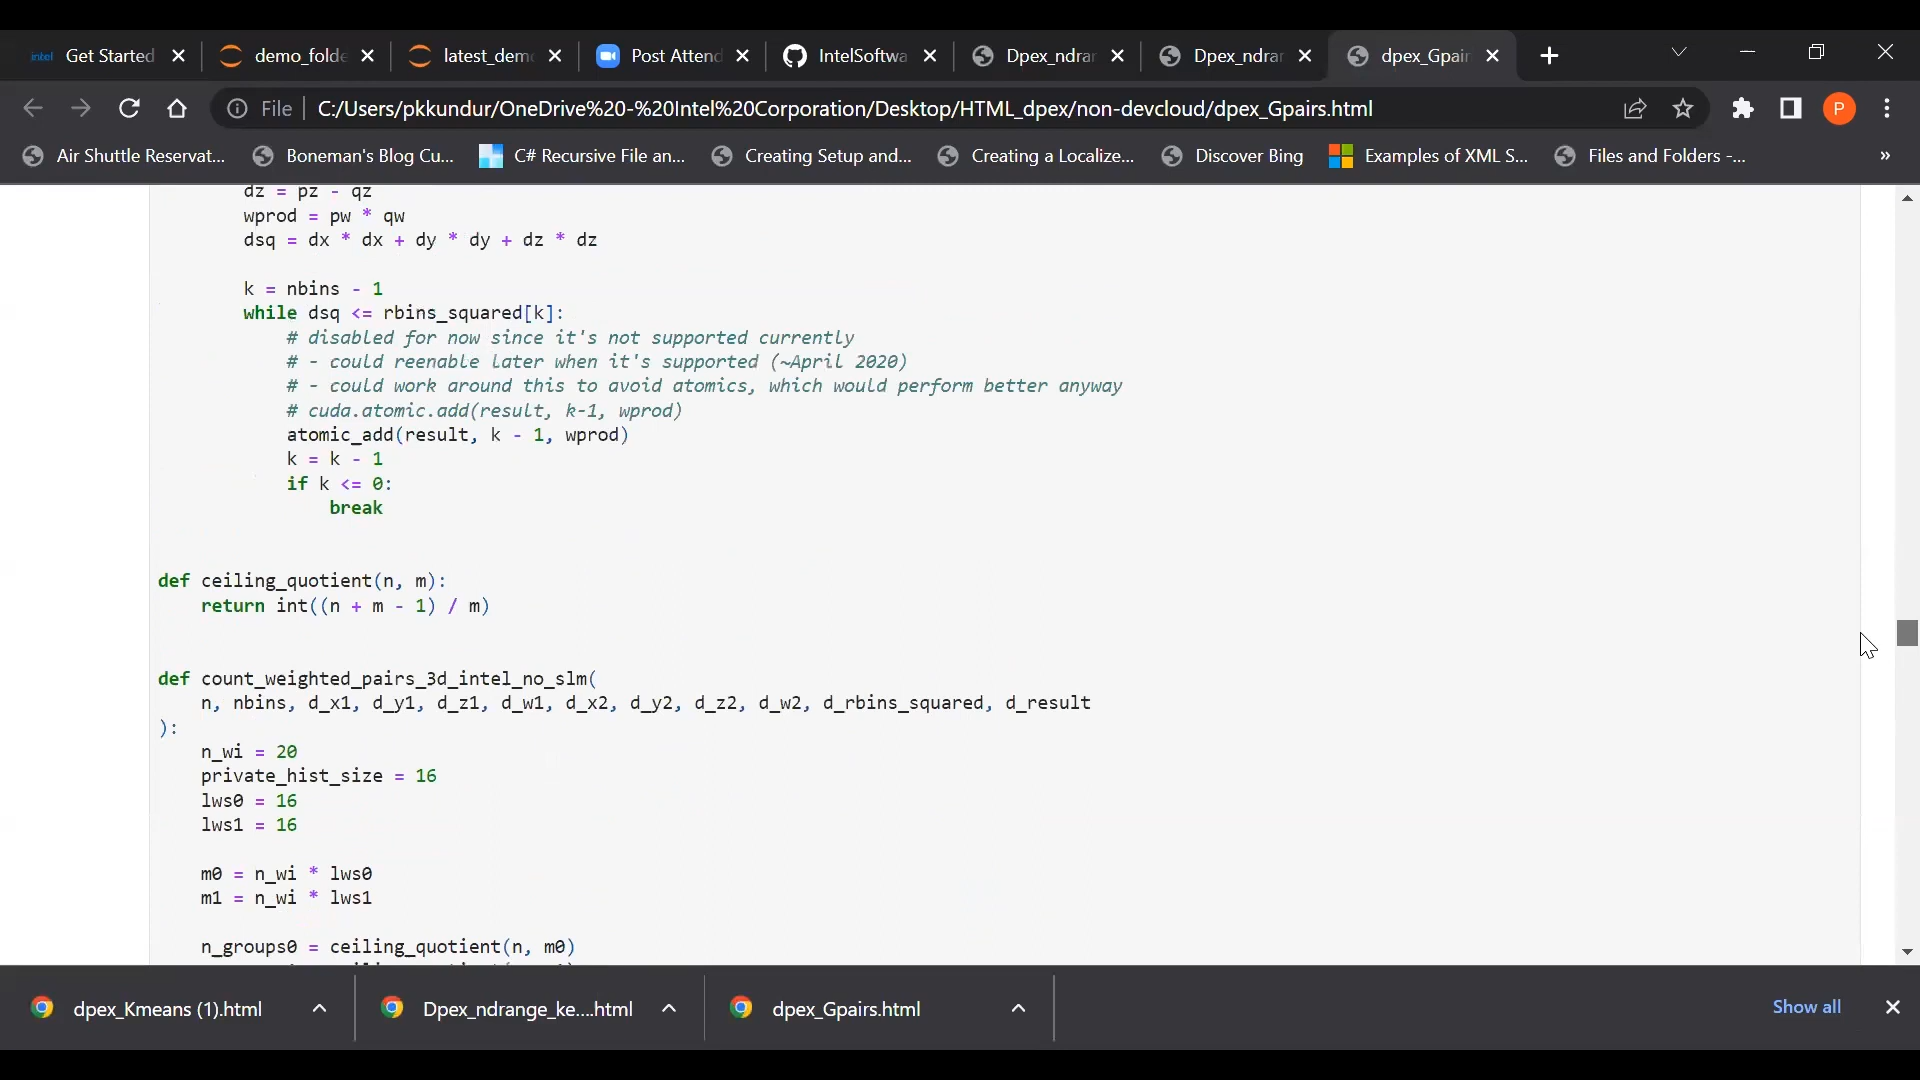 intel Get Started demo_folde latest_dem Post Attend IntelSoftwa Dpex_ndrar Dpex_ndrar dpex_Gpair
File C:/Users/pkkundur/OneDrive%20-%20Intel%20Corporation/Desktop/HTML_dpex/non-devcloud/dpex_Gpairs.html P
Air Shuttle Reservat... Boneman's Blog Cu... C# Recursive File an... Creating Setup and... Creating a Localize... Discover Bing Examples of XML S... Files and Folders -... »
dz = pz - qz
wprod = pw * qw
dsq = dx * dx + dy * dy + dz * dz
k = nbins - 1
while dsq <= rbins_squared[k]:
# disabled for now since it's not supported currently
# - could reenable later when it's supported (~April 2020)
# - could work around this to avoid atomics, which would perform better anyway
# cuda.atomic.add(result, k-1, wprod)
atomic_add(result, k - 1, wprod)
k = k - 1
if k <= 0:
break
def ceiling_quotient(n, m):
return int((n + m - 1) / m)
def count_weighted_pairs_3d_intel_no_slm(
n, nbins, d_x1, d_y1, d_z1, d_w1, d_x2, d_y2, d_z2, d_w2, d_rbins_squared, d_result
):
n_wi = 20
private_hist_size = 16
lws0 = 16
lws1 = 16
m0 = n_wi * lws0
m1 = n_wi * lws1
n_groups0 = ceiling_quotient(n, m0)
dpex_Kmeans (1).html Dpex_ndrange_ke....html dpex_Gpairs.html Show all